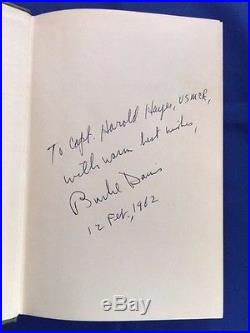 To Capt. Harold Hayes, USMCR,
with warm best wishes,
Burke Davis
12 Feb., 1962